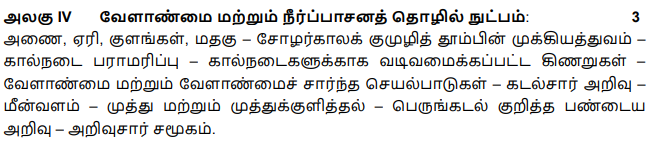 அலகு IV வேளாண்மை மற்றும் நீர்ப்பாசனத் தொழில் நுட்பம்: 3
அணை, ஏரி, குளங்கள், மதகு – சோழர்காலக் குமுழித் தூம்பின் முக்கியத்துவம் –
கால்நடை பராமரிப்பு – கால்நடைகளுக்காக வடிவமைக்கப்பட்ட கிணறுகள் –
வேளாண்மை மற்றும் வேளாண்மைச் சார்ந்த செயல்பாடுகள் – கடல்சார் அறிவு –
மீன்வளம் – முத்து மற்றும் முத்துக்குளித்தல் – பெருங்கடல் குறித்த பண்டைய
அறிவு – அறிவுசார் சமூகம்.